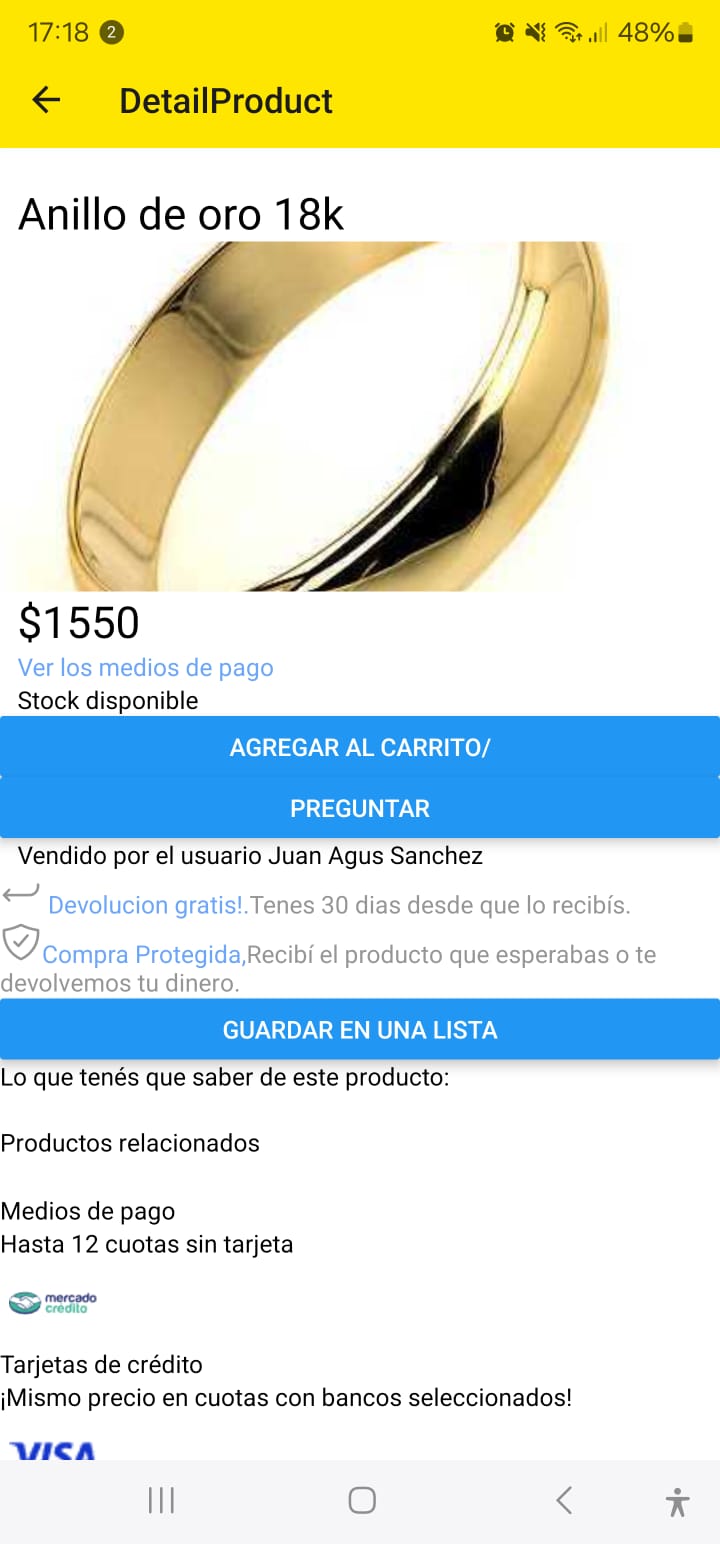 17:18 2 48%
DetailProduct
Anillo de oro 18k
$1550
Ver los medios de pago
Stock disponible
AGREGAR AL CARRITO/
PREGUNTAR
Vendido por el usuario Juan Agus Sanchez
Devolucion gratis!.Tenes 30 dias desde que lo recibís.
Compra Protegida,Recibí el producto que esperabas o te
devolvemos tu dinero.
GUARDAR EN UNA LISTA
Lo que tenés que saber de este producto:
Productos relacionados
Medios de pago
Hasta 12 cuotas sin tarjeta
mercado
crédito
Tarjetas de crédito
¡Mismo precio en cuotas con bancos seleccionados!
VISA